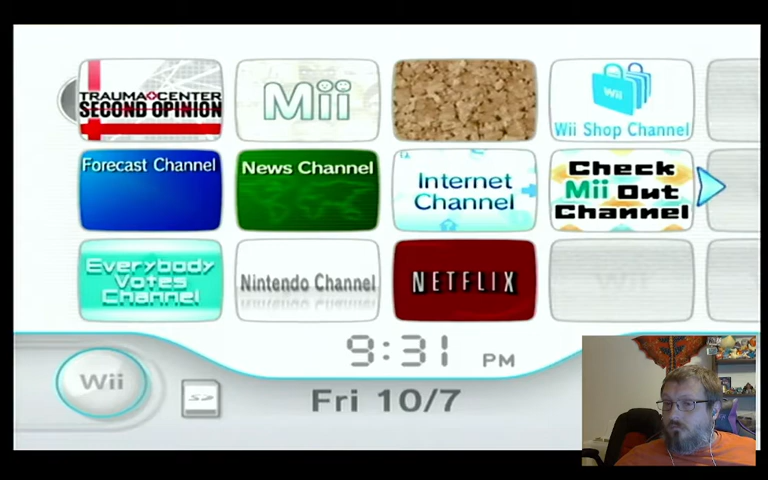 TRAUMA CENTER
SECOND OPINION
Mii
Wii
Wii Shop Channel
Forecast Channel
News Channel
Internet
Channel
Check
Mii Out
Channel
Everybody
Votes
Channel
Nintendo Channel
NETFLIX
Wii
9:31 PM
Wii
SD
Fri 10/7